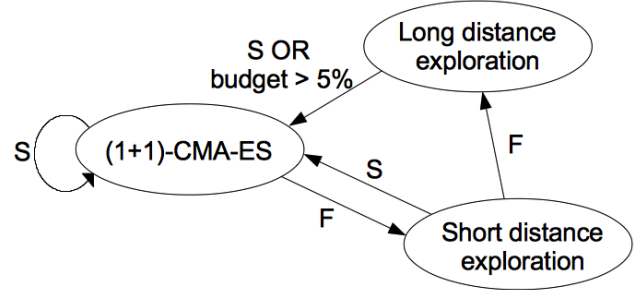 S OR
budget > 5%
Long distance
exploration
S
(1+1)-CMA-ES
S
F
F
Short distance
exploration